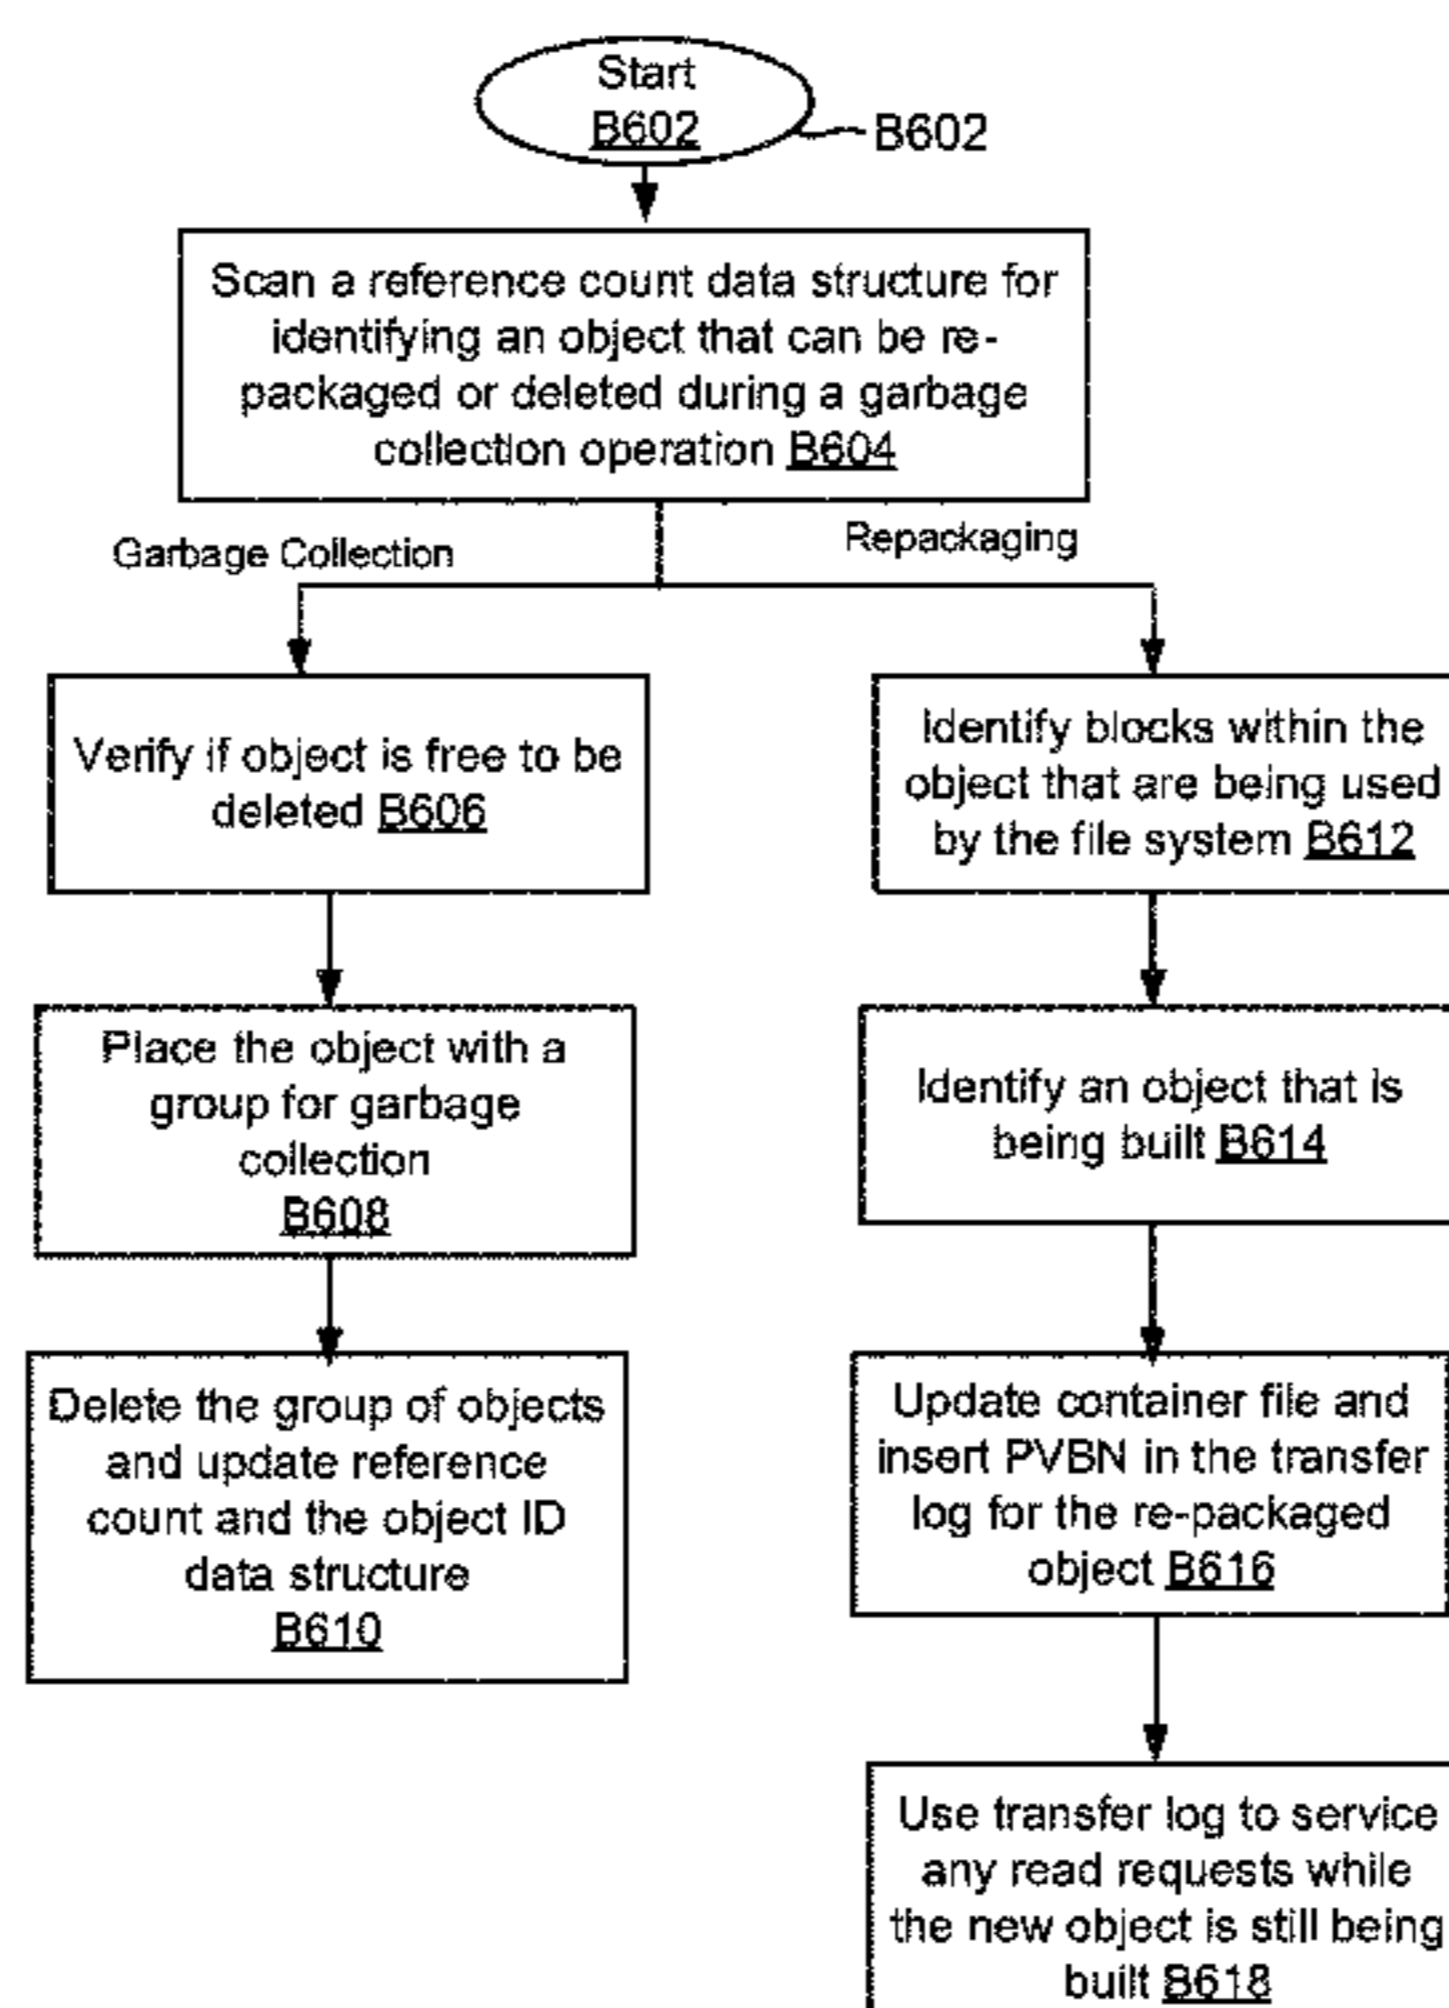 Start
B602
B602
Scan a reference count data structure for
identifying an object that can be re-
packaged or deleted during a garbage
collection operation B604
Garbage Collection
Repackaging
Verify if object is free to be
deleted B606
Place the object with a
group for garbage
collection
B608
Delete the group of objects
and update reference
count and the object ID
data structure
B610
Identify blocks within the
object that are being used
by the file system B612
Identify an object that is
being built B614
Update container file and
insert PVBN in the transfer
log for the re-packaged
object B616
Use transfer log to service
any read requests while
the new object is still being
built B618